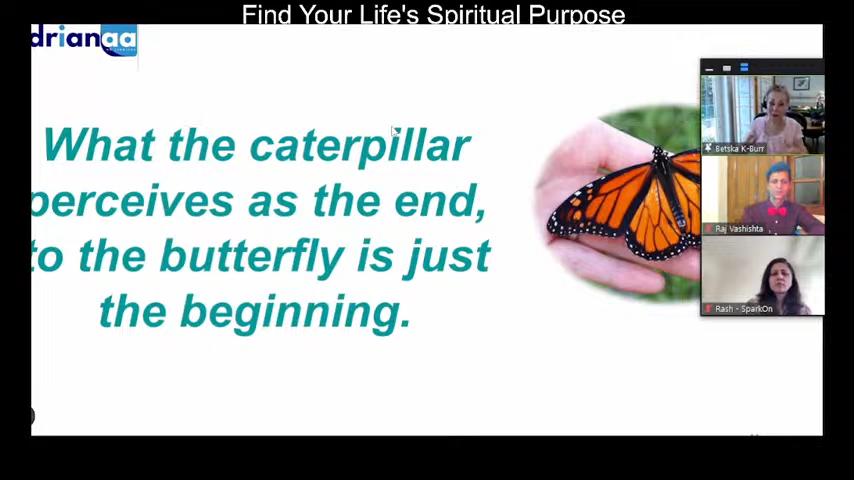 Find Your Life's Spiritual Purpose
drianaa
What the caterpillar
perceives as the end,
to the butterfly is just
the beginning.
Betska K-Burr
Raj Vashishta
Rash - SparkOn